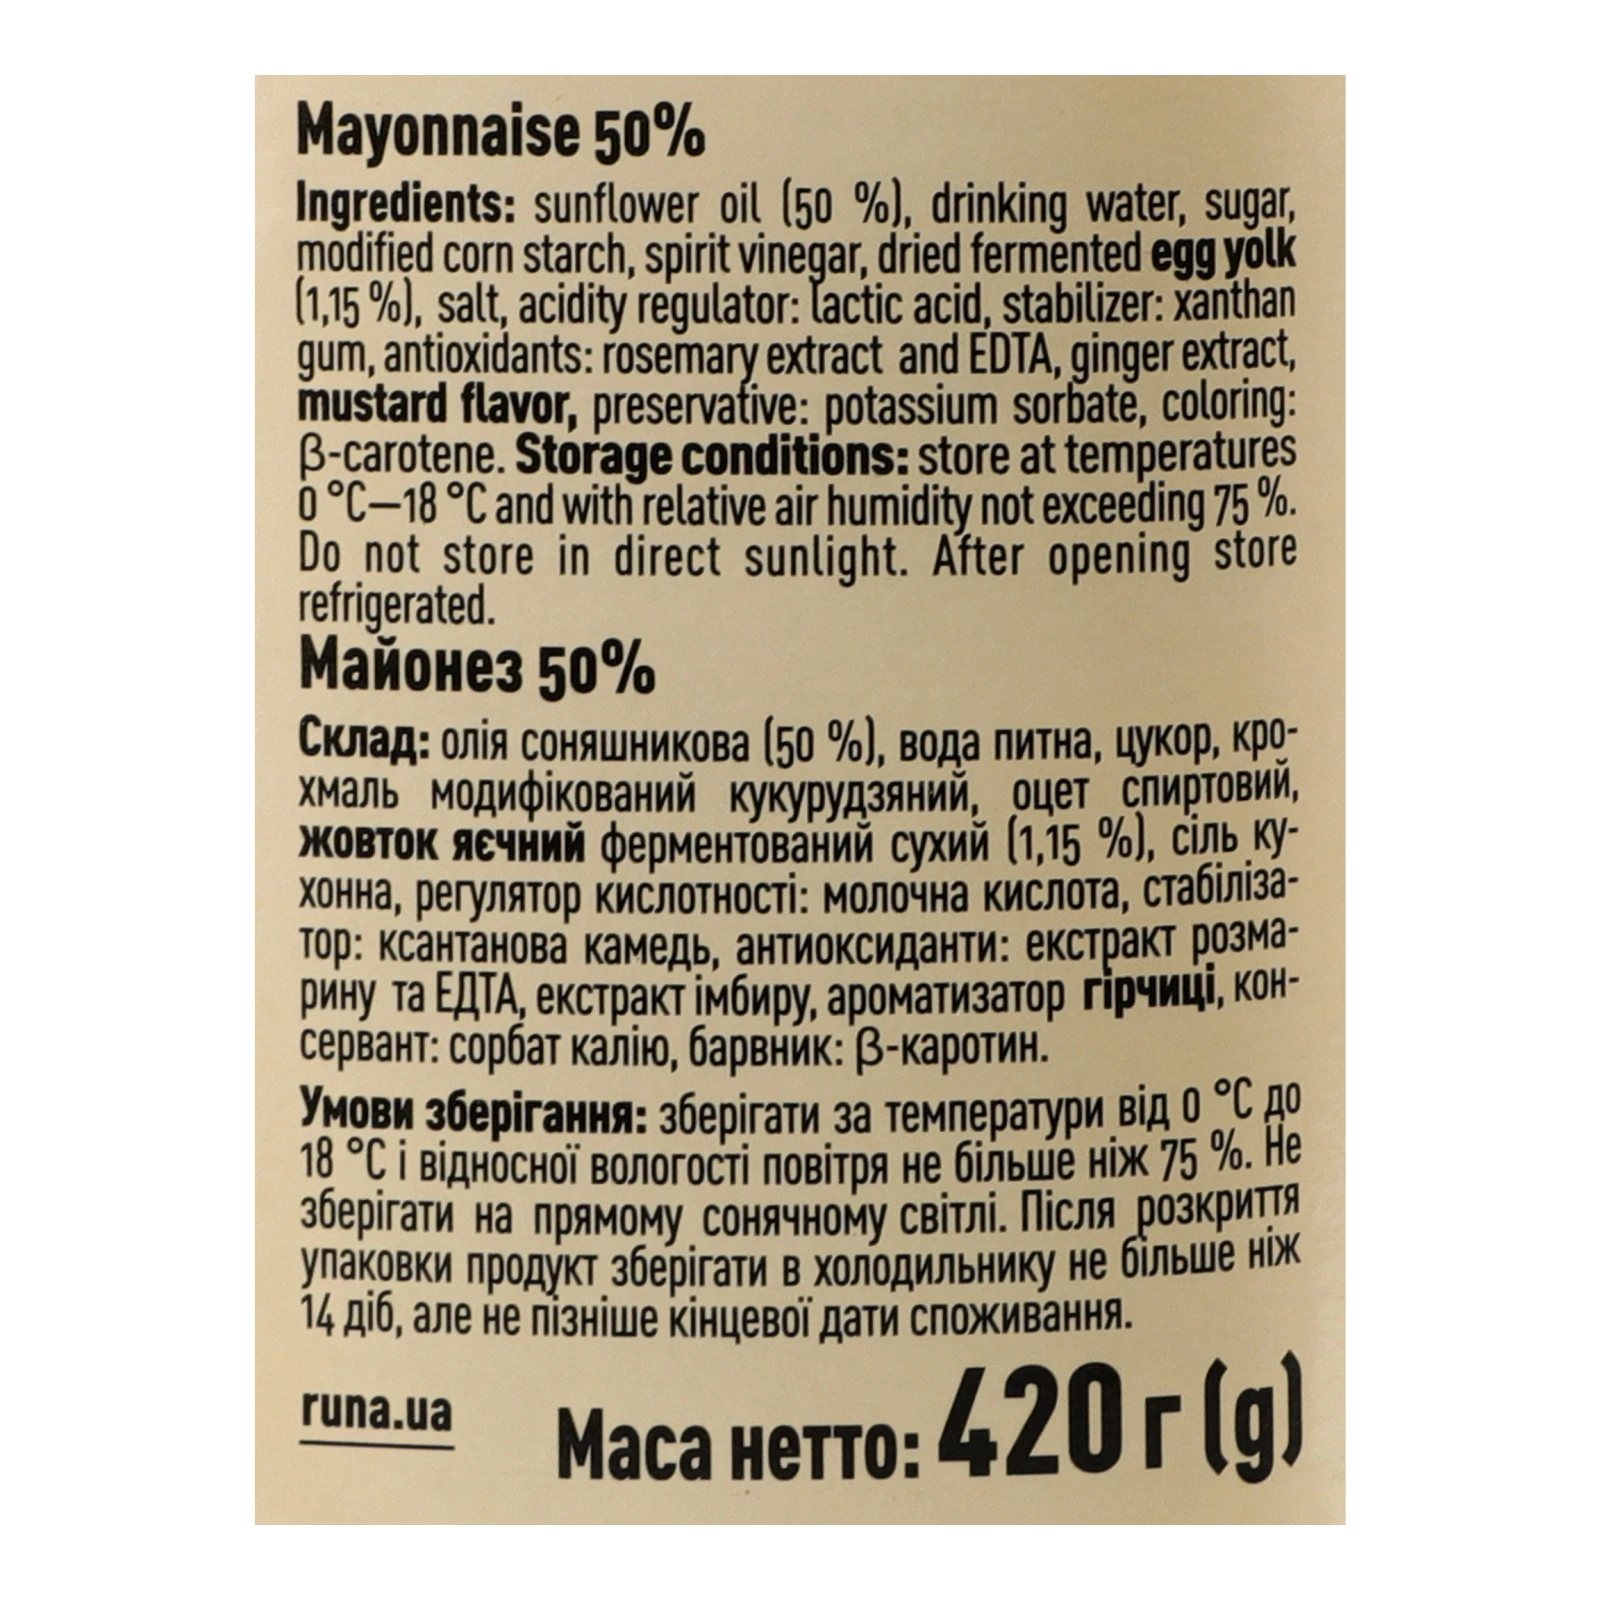 Mayonnaise 50%
Ingredients: sunflower oil (50 %), drinking water, sugar,
modified corn starch, spirit vinegar, dried fermented egg yolk
(1,15 %), salt, acidity regulator: lactic acid, stabilizer: xanthan
gum, antioxidants: rosemary extract and EDTA, ginger extract,
mustard flavor, preservative: potassium sorbate, coloring:
β-carotene. Storage conditions: store at temperatures
0 °C—18 °C and with relative air humidity not exceeding 75 %.
Do not store in direct sunlight. After opening store
refrigerated.
Майонез 50%
Склад: олія соняшникова (50 %), вода питна, цукор, кро-
хмаль модифікований кукурудзяний, оцет спиртовий,
жовток яєчний ферментований сухий (1,15 %), сіль ку-
хонна, регулятор кислотності: молочна кислота, стабіліза-
тор: ксантанова камедь, антиоксиданти: екстракт розма-
рину та ЕДТА, екстракт імбиру, ароматизатор гірчиці, кон-
сервант: сорбат калію, барвник: β-каротин.
Умови зберігання: зберігати за температури від 0 °C до
18 °C і відносної вологості повітря не більше ніж 75 %. Не
зберігати на прямому сонячному світлі. Після розкриття
упаковки продукт зберігати в холодильнику не більше ніж
14 діб, але не пізніше кінцевої дати споживання.
runa.ua
Маса нетто: 420 г (g)